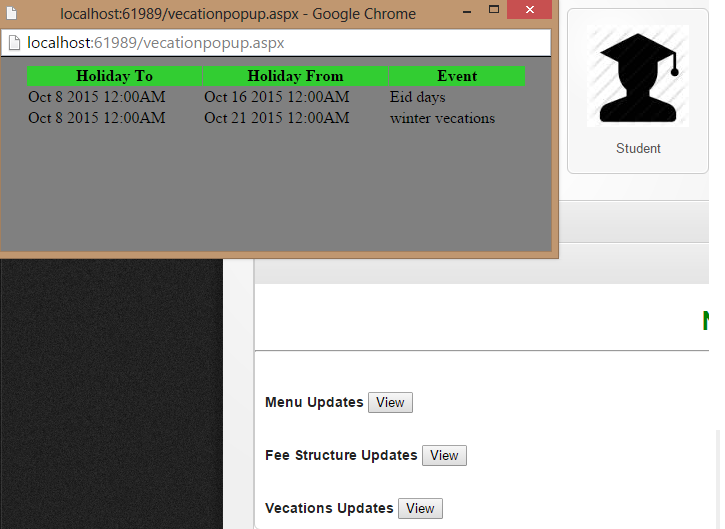 localhost:61989/vecationpopup.aspx - Google Chrome
localhost:61989/vecationpopup.aspx
Holiday To Holiday From Event
Oct 8 2015 12:00AM Oct 16 2015 12:00AM Eid days
Oct 8 2015 12:00AM Oct 21 2015 12:00AM winter vecations
Student
Menu Updates View
Fee Structure Updates View
Vecations Updates View